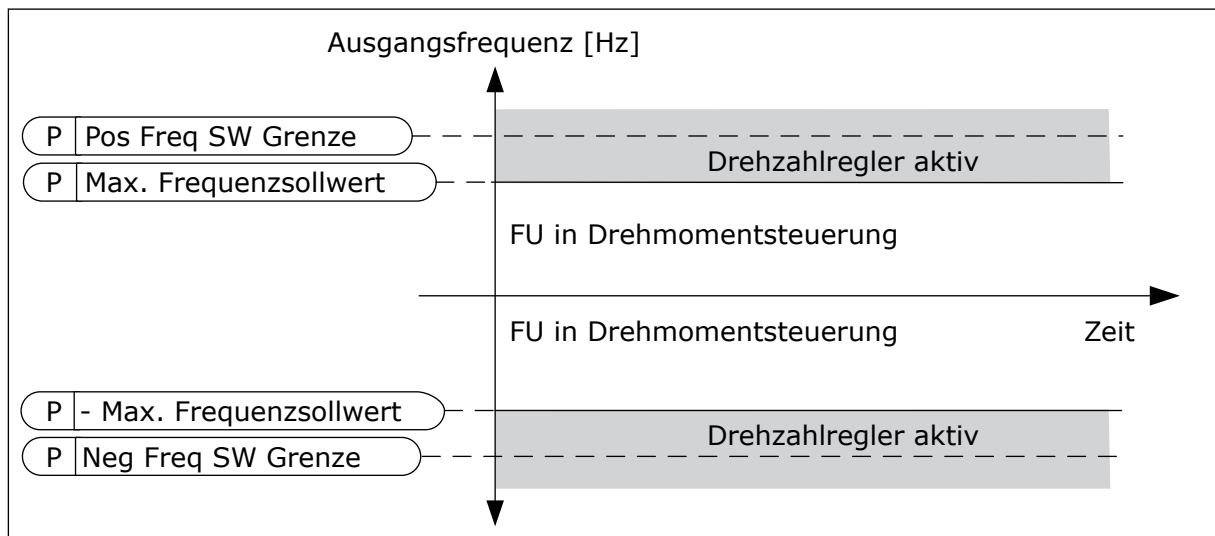 Ausgangsfrequenz [Hz]
P Pos Freq SW Grenze
Drehzahlregler aktiv
P Max. Frequenzsollwert
FU in Drehmomentsteuerung
FU in Drehmomentsteuerung
Zeit
P - Max. Frequenzsollwert
Drehzahlregler aktiv
P Neg Freq SW Grenze